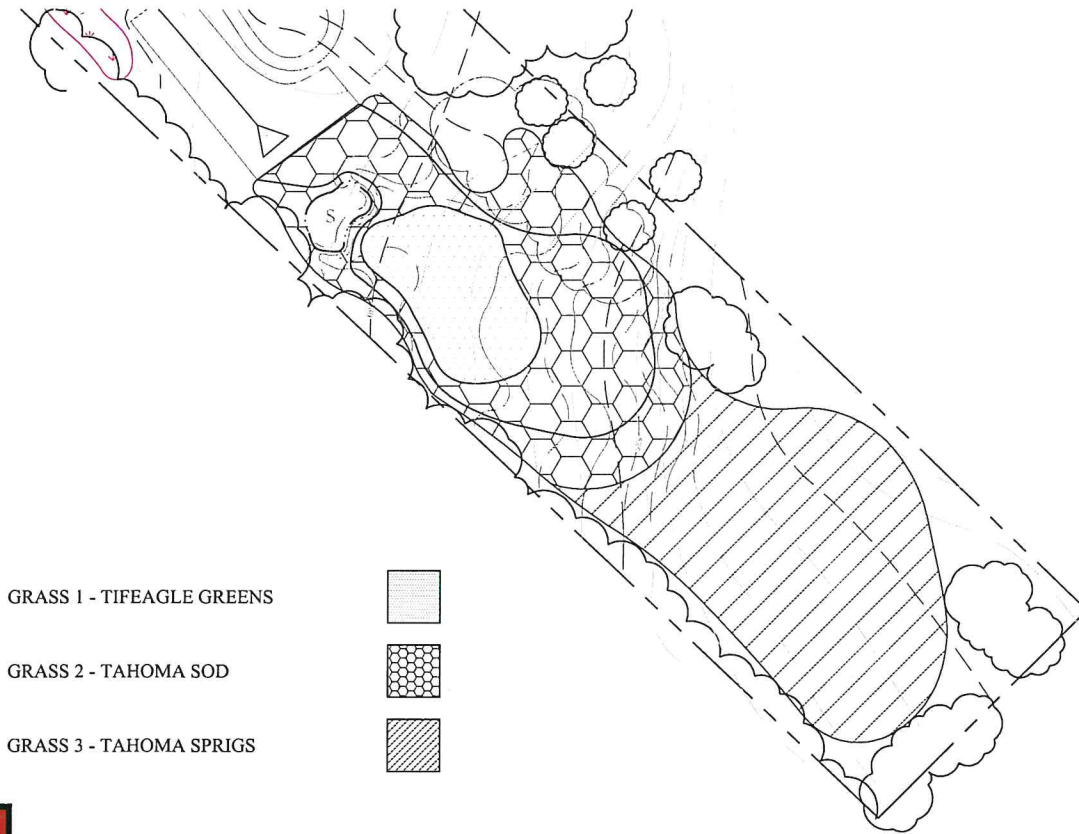 S
GRASS 1 - TIFEAGLE GREENS
GRASS 2 - TAHOMA SOD
GRASS 3 - TAHOMA SPRIGS